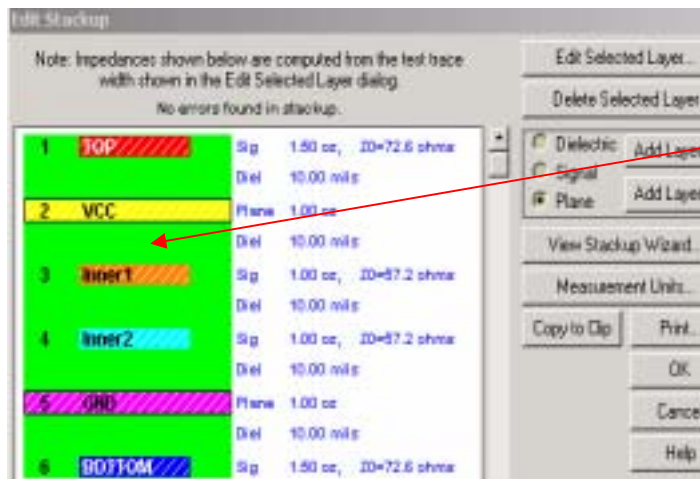 Edit Stackup
Note: Impedances shown below are computed from the test trace
width shown in the Edit Selected Layer dialog.
No errors found in stackup.
1 TOP Sig 1.50 oz, Z0=72.6 ohms
Diel 10.00 mils
2 VCC Plane 1.00 oz
Diel 10.00 mils
3 Inner1 Sig 1.00 oz, Z0=57.2 ohms
Diel 10.00 mils
4 Inner2 Sig 1.00 oz, Z0=57.2 ohms
Diel 10.00 mils
5 GND Plane 1.00 oz
Diel 10.00 mils
6 BOTTOM Sig 1.50 oz, Z0=72.6 ohms
Edit Selected Layer...
Delete Selected Layer
Dielectric
Signal
Plane
Add Layer
Add Layer
View Stackup Wizard
Measurement Units...
Copy to Clip
Print..
OK
Cance
Help